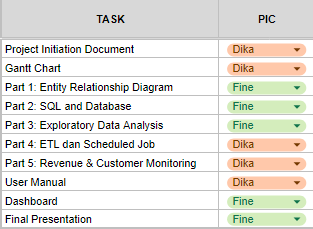 TASK PIC
Project Initiation Document Dika
Gantt Chart Dika
Part 1: Entity Relationship Diagram Fine
Part 2: SQL and Database Fine
Part 3: Exploratory Data Analysis Fine
Part 4: ETL dan Scheduled Job Dika
Part 5: Revenue & Customer Monitoring Dika
User Manual Dika
Dashboard Fine
Final Presentation Fine